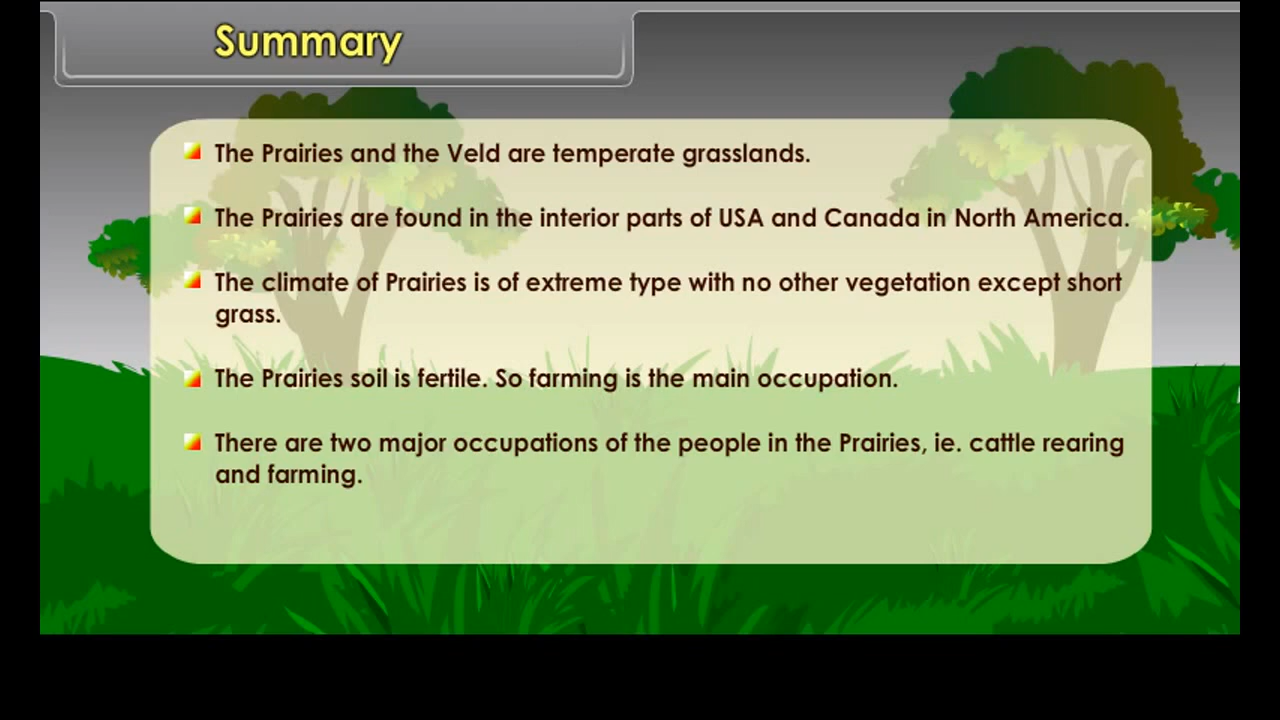 Summary
The Prairies and the Veld are temperate grasslands.
The Prairies are found in the interior parts of USA and Canada in North America.
The climate of Prairies is of extreme type with no other vegetation except short
grass.
The Prairies soil is fertile. So farming is the main occupation.
There are two major occupations of the people in the Prairies, ie. cattle rearing
and farming.